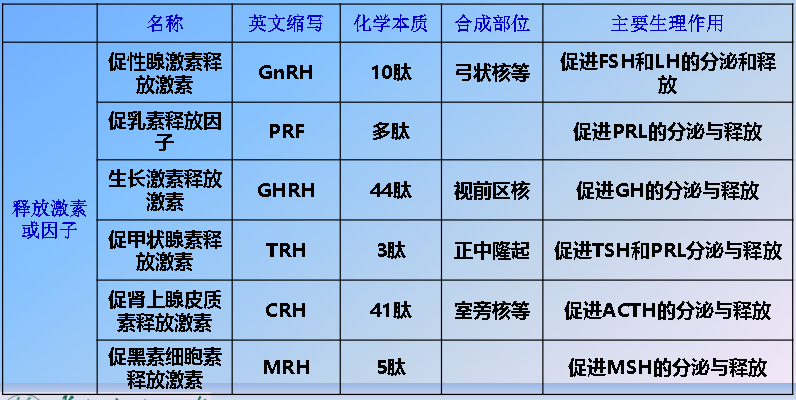 名称 英文缩写 化学本质 合成部位 主要生理作用
释放激素
或因子
促性腺激素释
放激素 GnRH 10肽 弓状核等 促进FSH和LH的分泌和释
放
促乳素释放因
子 PRF 多肽 促进PRL的分泌与释放
生长激素释放
激素 GHRH 44肽 视前区核 促进GH的分泌与释放
促甲状腺素释
放激素 TRH 3肽 正中隆起 促进TSH和PRL分泌与释放
促肾上腺皮质
素释放激素 CRH 41肽 室旁核等 促进ACTH的分泌与释放
促黑素细胞素
释放激素 MRH 5肽 促进MSH的分泌与释放